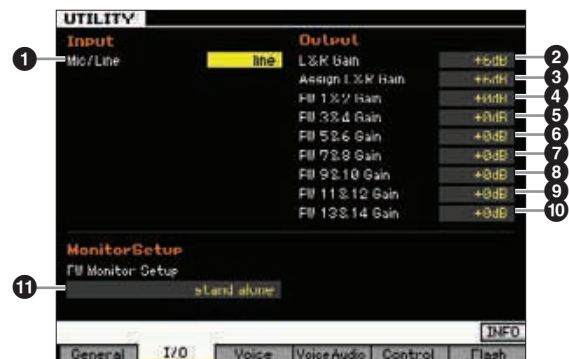 UTILITY
Input
Output
1
Mic/Line
line
L&R Gain
+6dB
2
Assign L&R Gain
+6dB
3
FW 1&2 Gain
+0dB
4
FW 3&4 Gain
+0dB
5
FW 5&6 Gain
+0dB
6
FW 7&8 Gain
+0dB
7
FW 9&10 Gain
+0dB
8
FW 11&12 Gain
+0dB
9
FW 13&14 Gain
+0dB
10
MonitorSetup
FW Monitor Setup
11
stand alone
INFO
General
I/O
Voice
VoiceAudio
Control
Flash